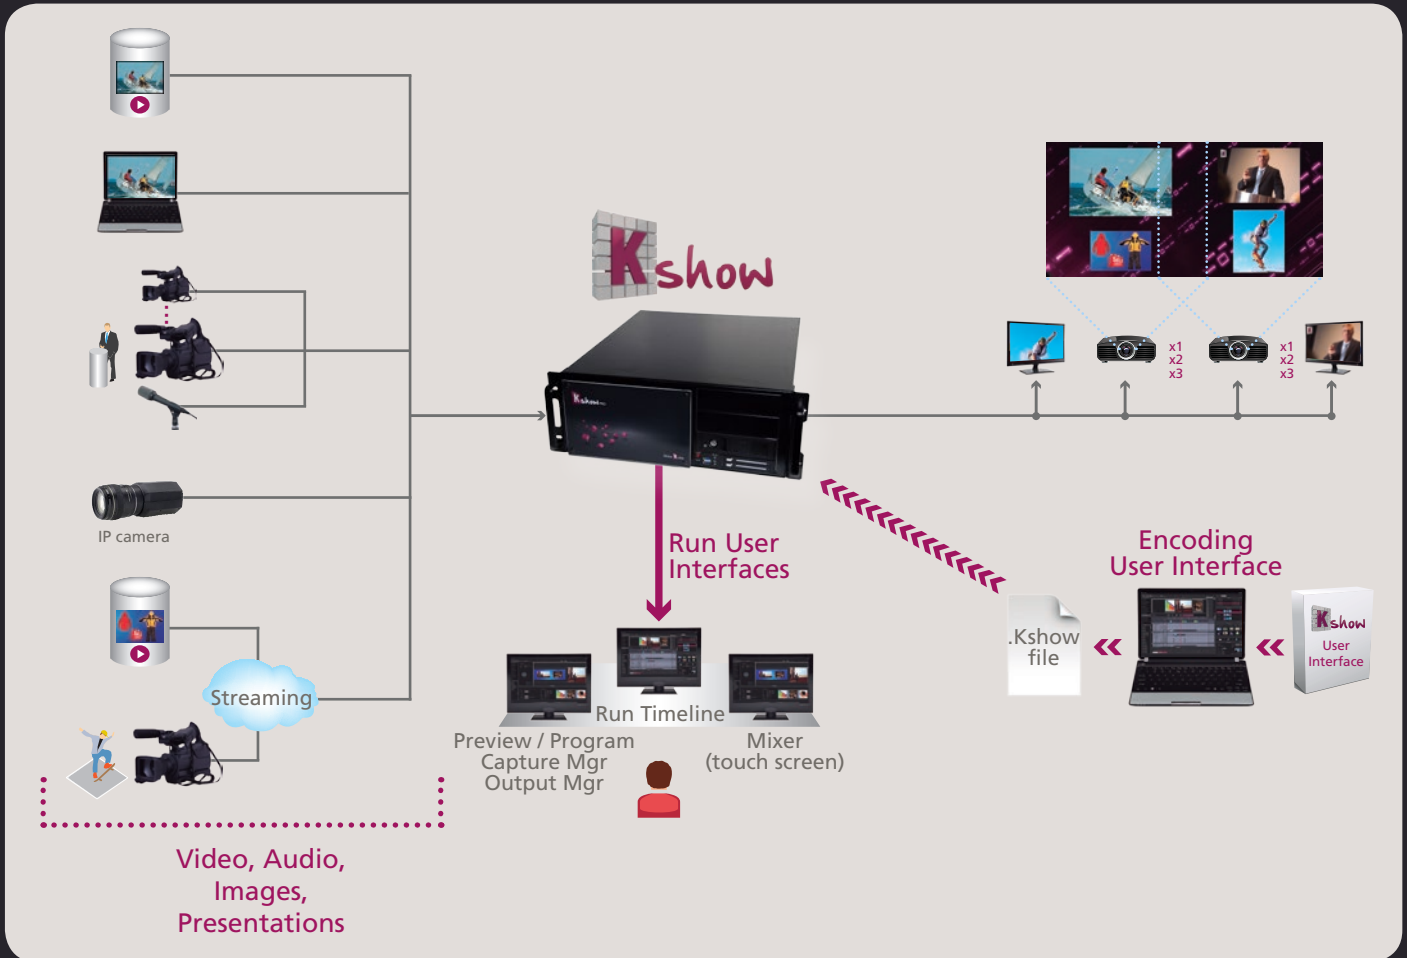 Kshow
x1
x2
x3
x1
x2
x3
Kshow
IP camera
Run User
Interfaces
Encoding
User Interface
.Kshow
file
Kshow
User
Interface
Streaming
Run Timeline
Preview / Program
Capture Mgr
Output Mgr
Mixer
(touch screen)
Video, Audio,
Images,
Presentations